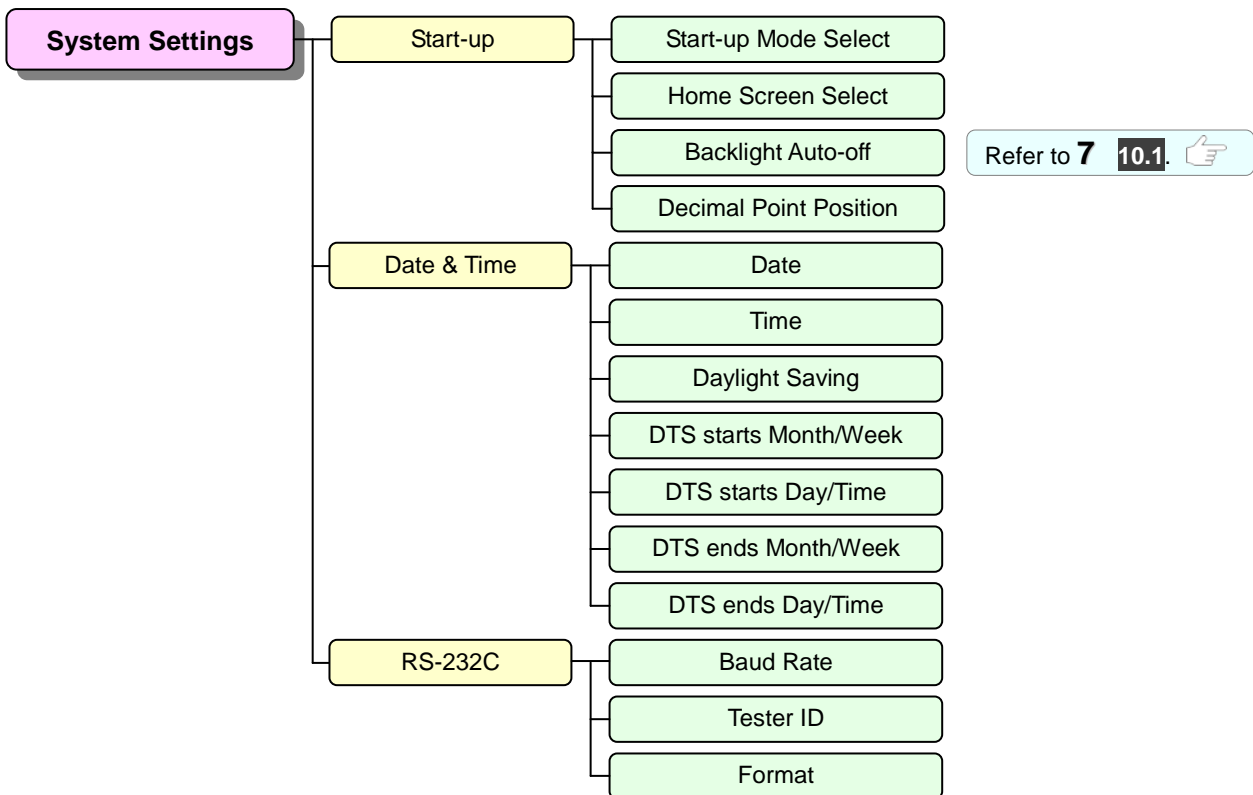 System Settings
Start-up
Start-up Mode Select
Home Screen Select
Backlight Auto-off
Refer to 7 10.1.
Decimal Point Position
Date & Time
Date
Time
Daylight Saving
DTS starts Month/Week
DTS starts Day/Time
DTS ends Month/Week
DTS ends Day/Time
RS-232C
Baud Rate
Tester ID
Format